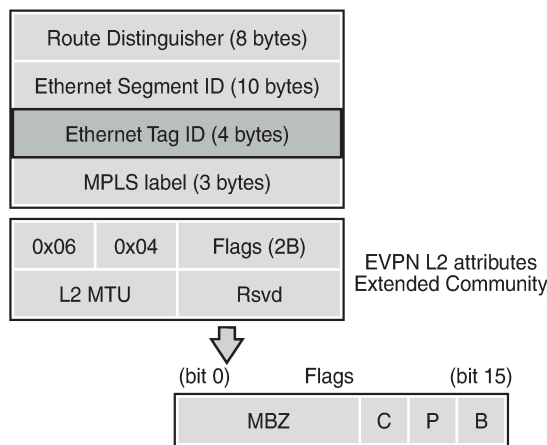 Route Distinguisher (8 bytes)
Ethernet Segment ID (10 bytes)
Ethernet Tag ID (4 bytes)
MPLS label (3 bytes)
0x06 0x04 Flags (2B)
L2 MTU Rsvd
EVPN L2 attributes
Extended Community
(bit 0) Flags (bit 15)
MBZ C P B